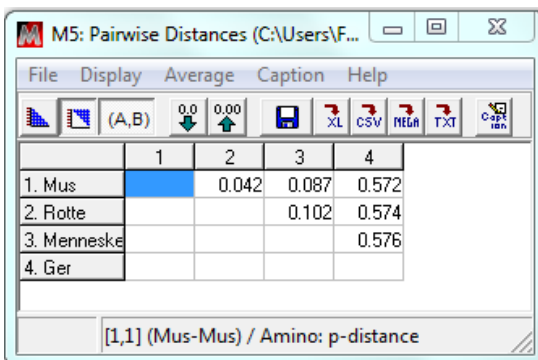 M5: Pairwise Distances (C:\Users\F...
File Display Average Caption Help
(A,B) 0.0 0.00 XL CSV MEGA TXT Capt ion
1 2 3 4
1. Mus 0.042 0.087 0.572
2. Rotte 0.102 0.574
3. Menneske 0.576
4. Ger
[1,1] (Mus-Mus) / Amino: p-distance